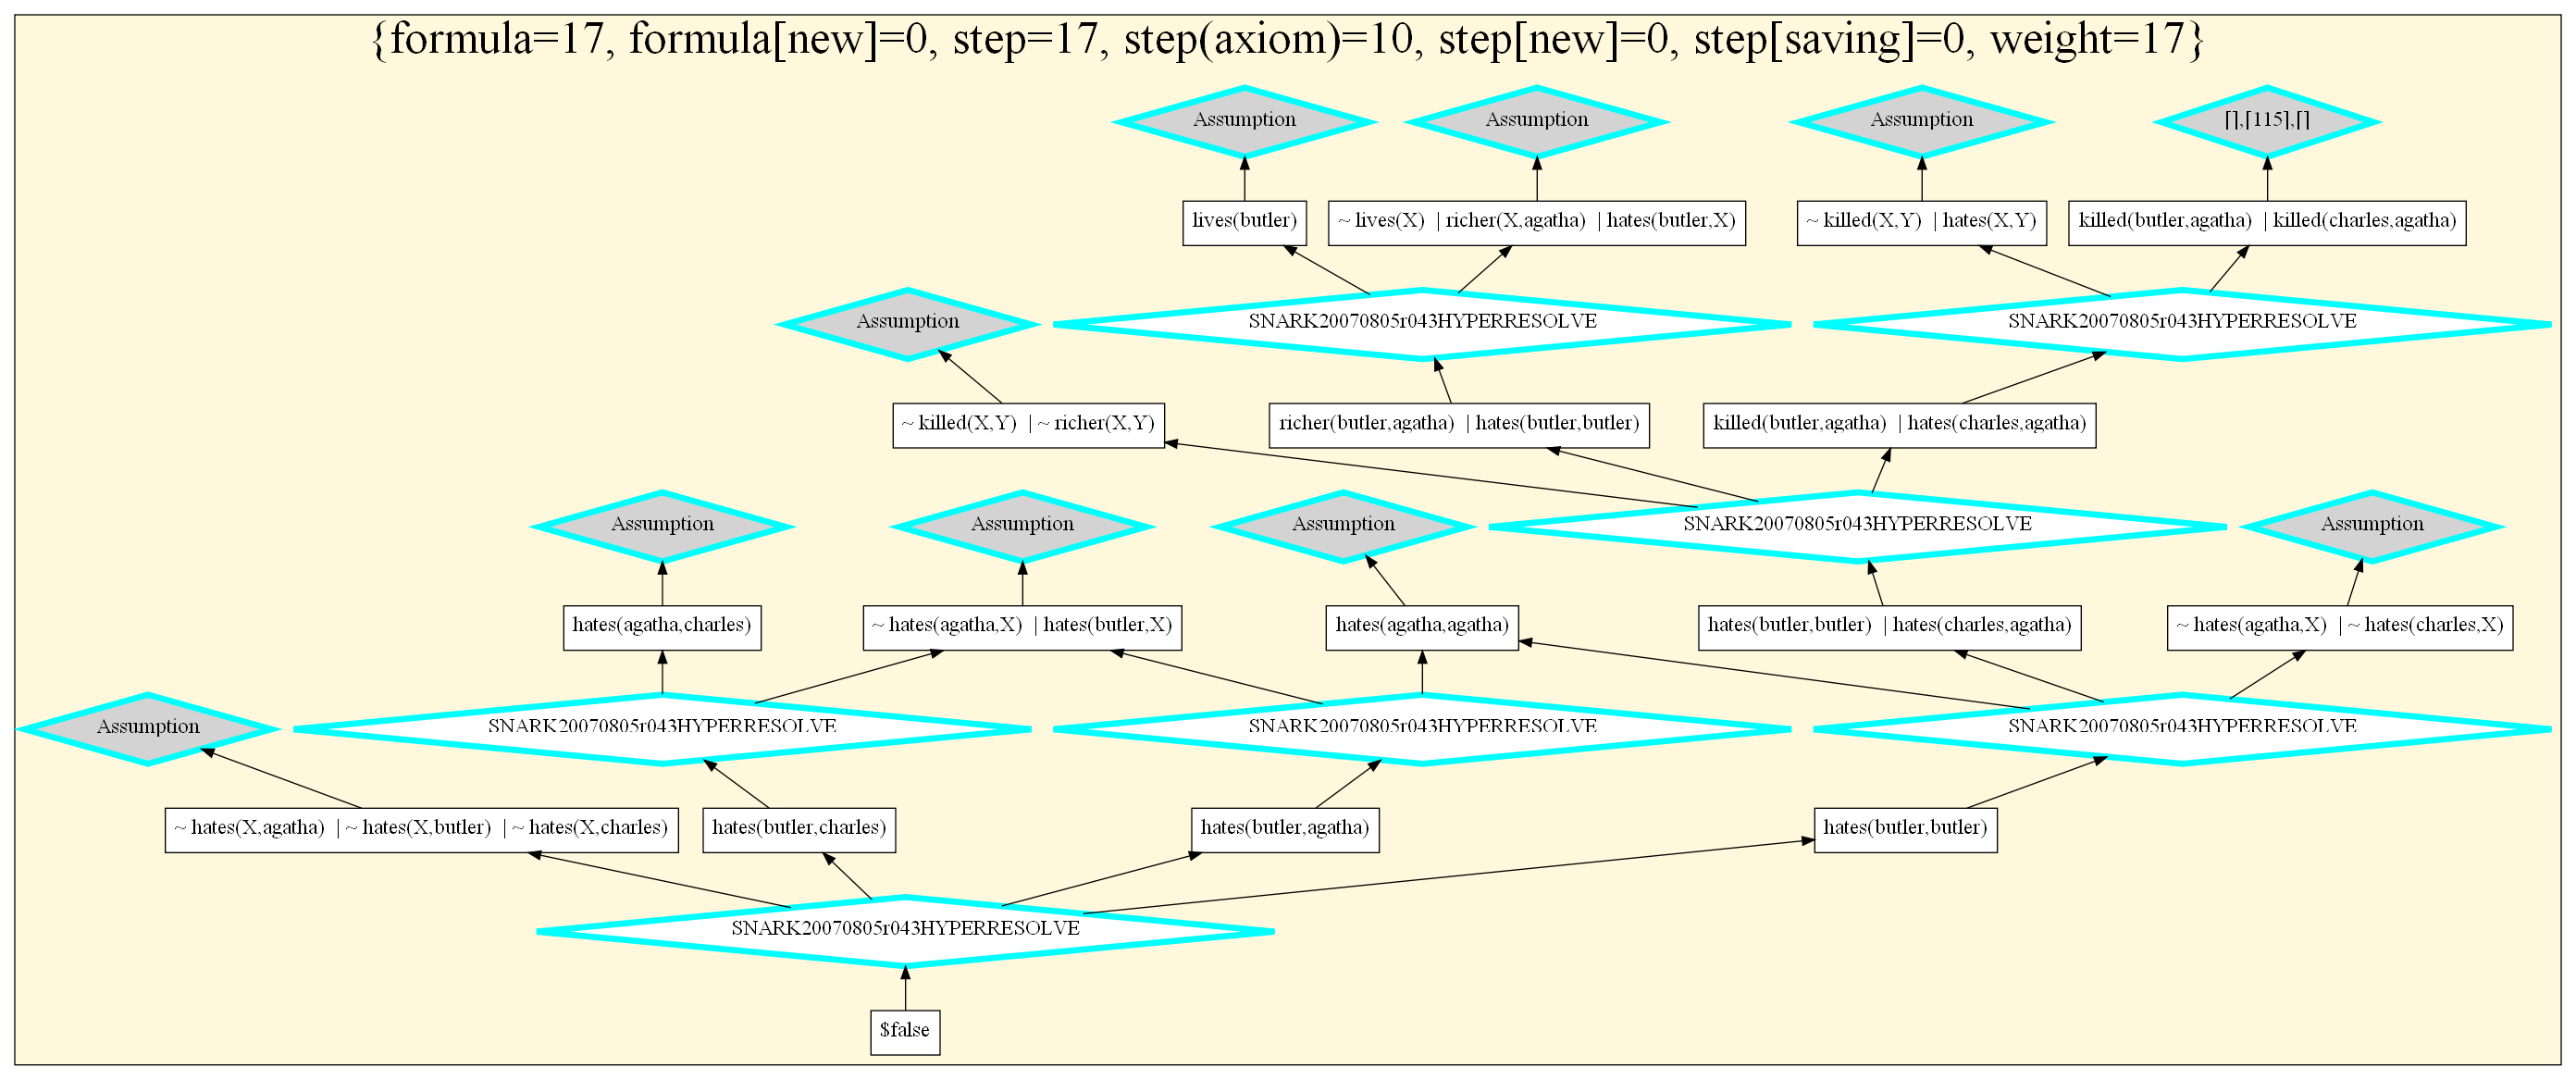 {formula=17, formula[new]=0, step=17, step(axiom)=10, step[new]=0, step[saving]=0, weight=17}
Assumption
Assumption
Assumption
[],[115],[]
lives(butler)
~ lives(X) | richer(X,agatha) | hates(butler,X)
~ killed(X,Y) | hates(X,Y)
killed(butler,agatha) | killed(charles,agatha)
Assumption
SNARK20070805r043HYPERRESOLVE
SNARK20070805r043HYPERRESOLVE
~ killed(X,Y) | ~ richer(X,Y)
richer(butler,agatha) | hates(butler,butler)
killed(butler,agatha) | hates(charles,agatha)
Assumption
Assumption
Assumption
SNARK20070805r043HYPERRESOLVE
Assumption
hates(agatha,charles)
~ hates(agatha,X) | hates(butler,X)
hates(agatha,agatha)
hates(butler,butler) | hates(charles,agatha)
~ hates(agatha,X) | ~ hates(charles,X)
Assumption
SNARK20070805r043HYPERRESOLVE
SNARK20070805r043HYPERRESOLVE
SNARK20070805r043HYPERRESOLVE
~ hates(X,agatha) | ~ hates(X,butler) | ~ hates(X,charles)
hates(butler,charles)
hates(butler,agatha)
hates(butler,butler)
SNARK20070805r043HYPERRESOLVE
$false